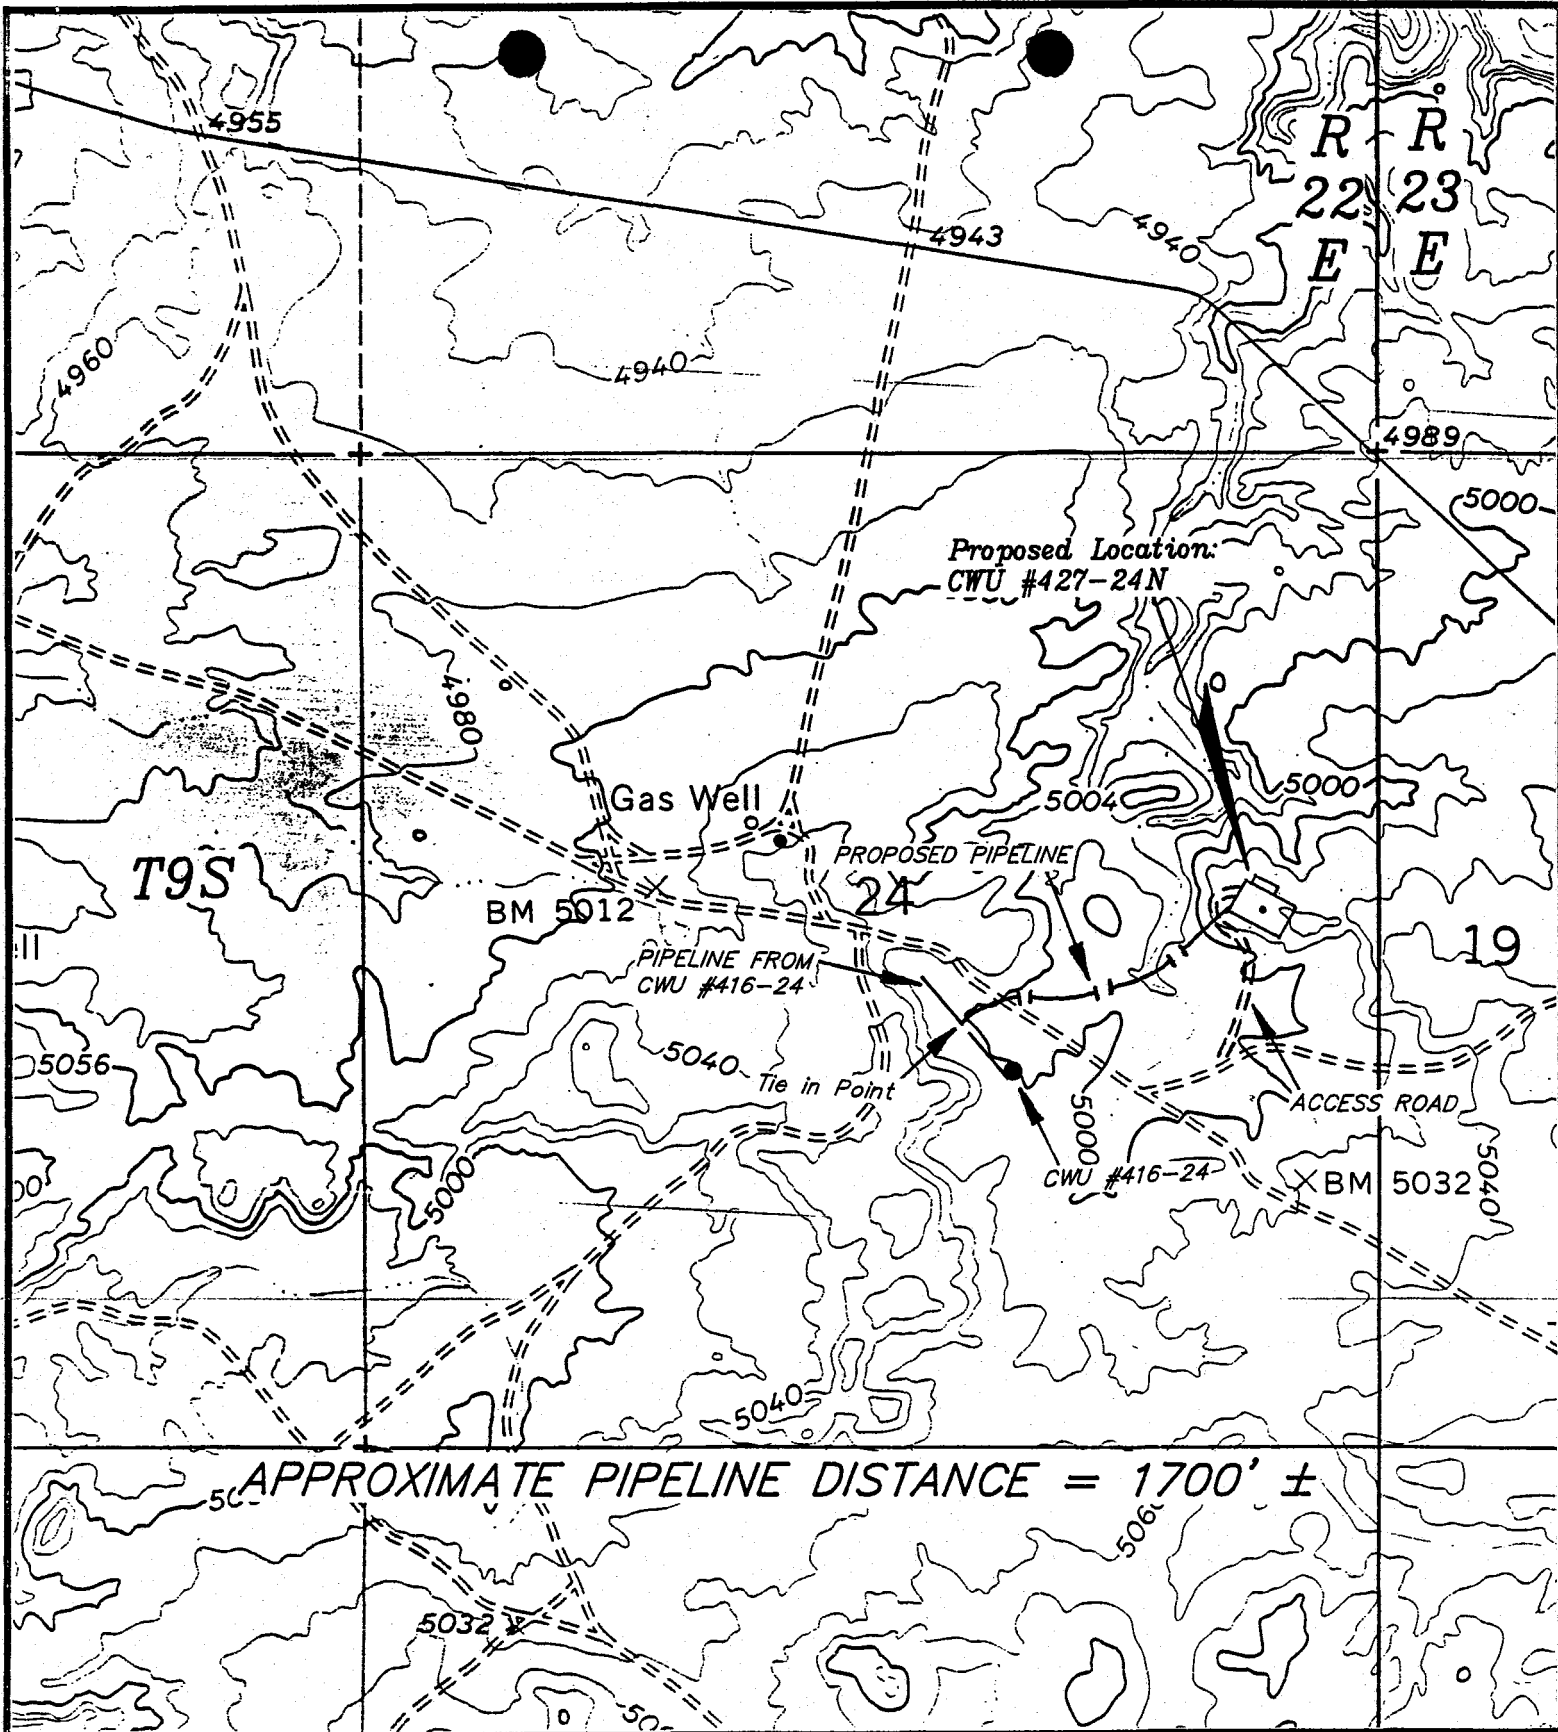 4955
R R
22 23
E E
4943
4940
4960
4940
4989
5000
Proposed Location:
CWU #427-24N
4980
Gas Well
5004
5000
PROPOSED PIPELINE
T9S
24
BM 5012
19
PIPELINE FROM
CWU #416-24
5056
5040
Tie in Point
5000
ACCESS ROAD
CWU #416-24
BM 5032
5040
5000
5040
APPROXIMATE PIPELINE DISTANCE = 1700' ±
5032